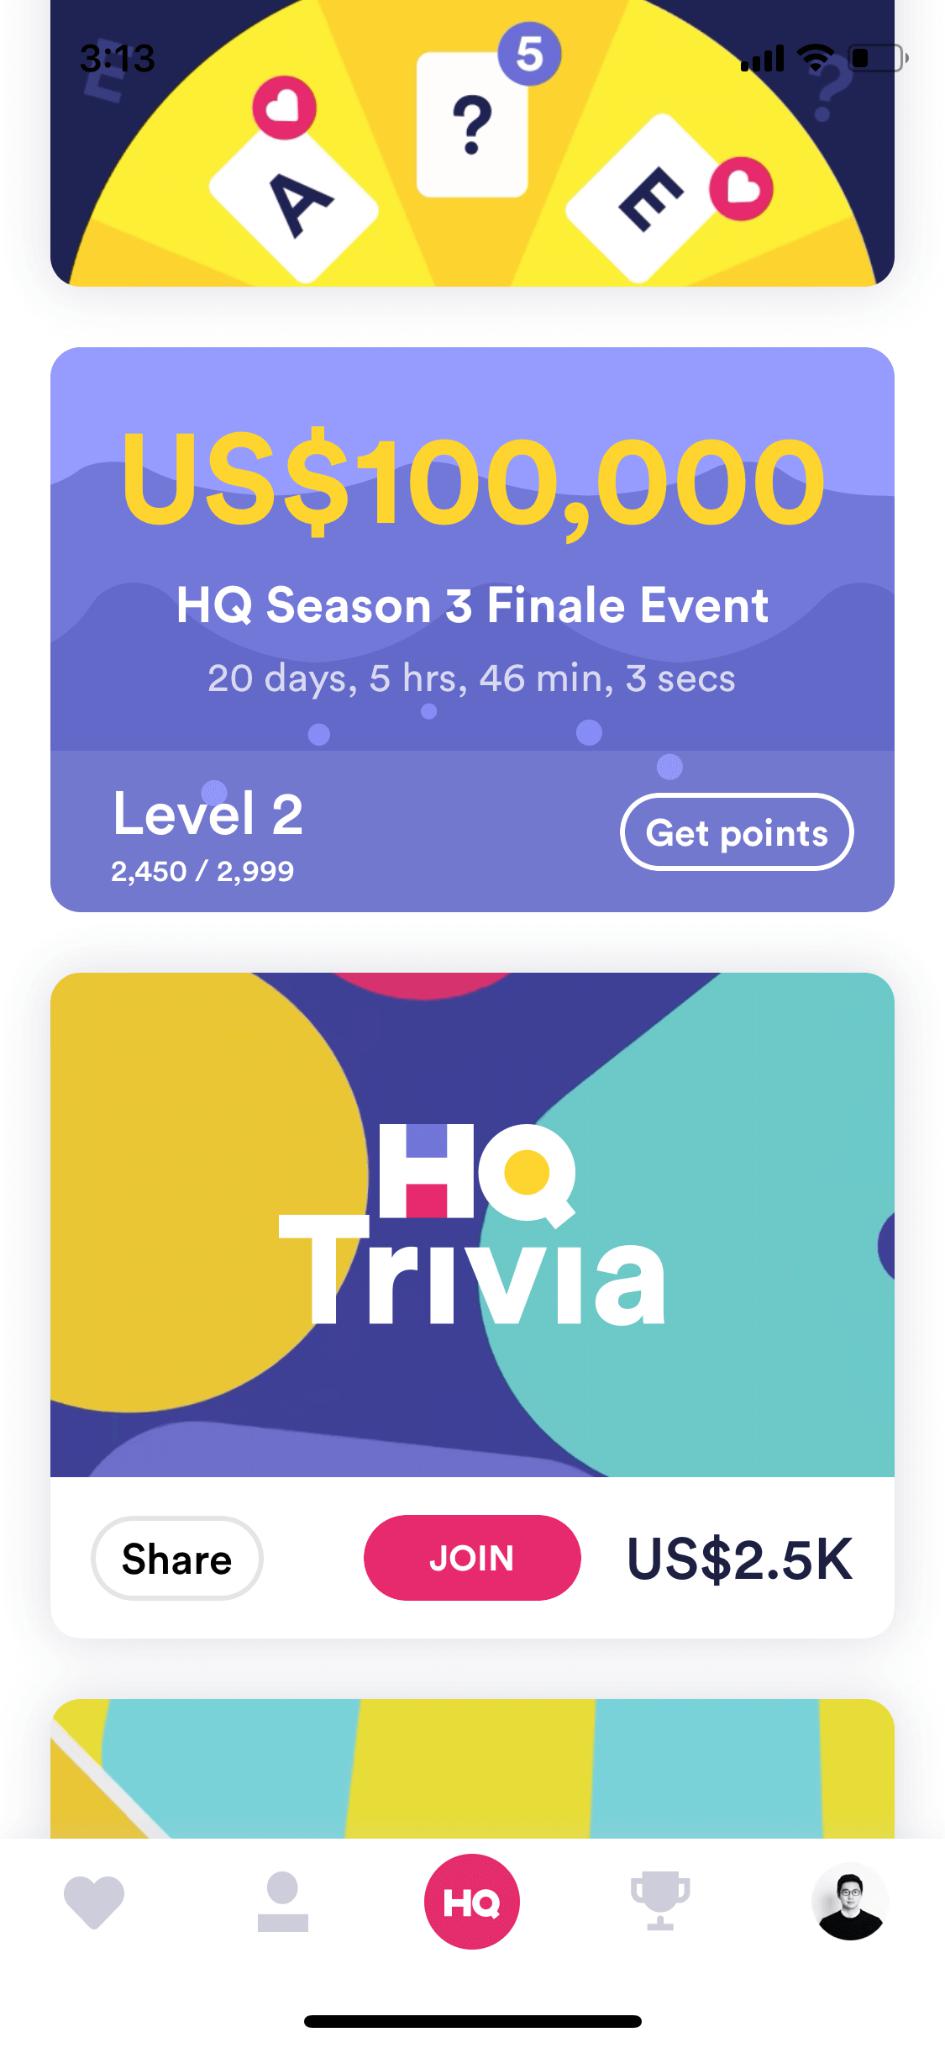 3:13
E
?
5
A
?
E
US$100,000
HQ Season 3 Finale Event
20 days, 5 hrs, 46 min, 3 secs
Level 2
2,450 / 2,999
Get points
HQ
Trivia
Share
JOIN
US$2.5K
HQ